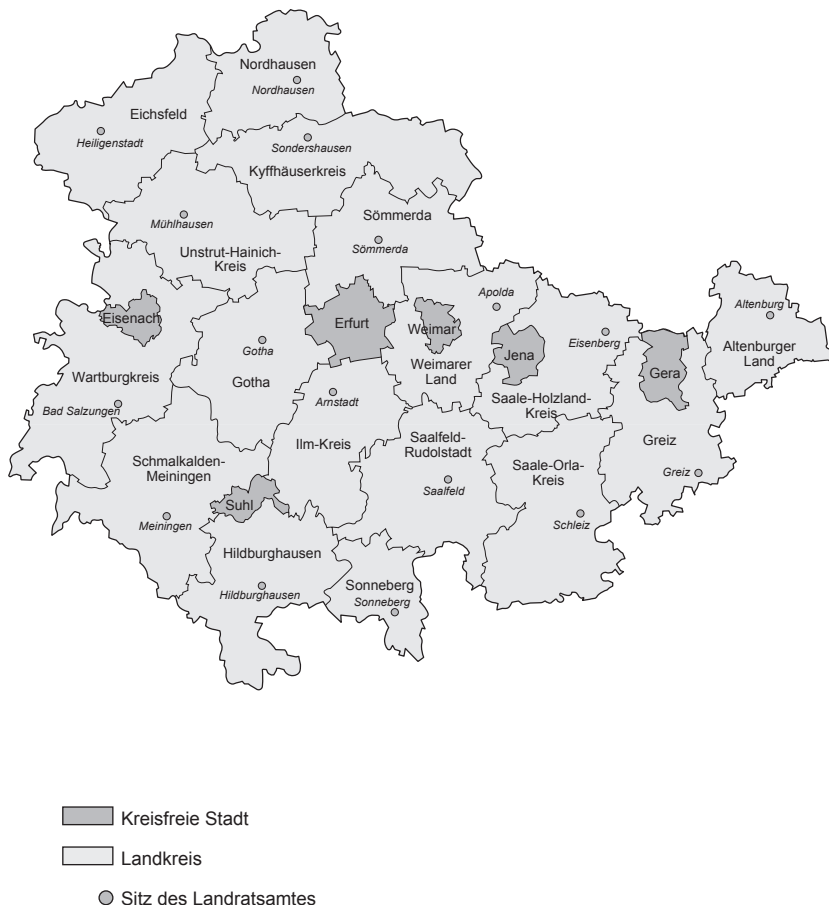 Nordhausen
Nordhausen
Eichsfeld
Heiligenstadt
Sondershausen
Kyffhäuserkreis
Mühlhausen
Unstrut-Hainich-
Kreis
Sömmerda
Sömmerda
Eisenach
Erfurt
Weimar
Apolda
Weimarer
Land
Jena
Eisenberg
Saale-Holzland-
Kreis
Gera
Altenburg
Altenburger
Land
Gotha
Gotha
Wartburgkreis
Bad Salzungen
Arnstadt
Ilm-Kreis
Saalfeld-
Rudolstadt
Saalfeld
Saale-Orla-
Kreis
Schleiz
Greiz
Greiz
Schmalkalden-
Meiningen
Meiningen
Suhl
Hildburghausen
Hildburghausen
Sonneberg
Sonneberg
Kreisfreie Stadt
Landkreis
Sitz des Landratsamtes